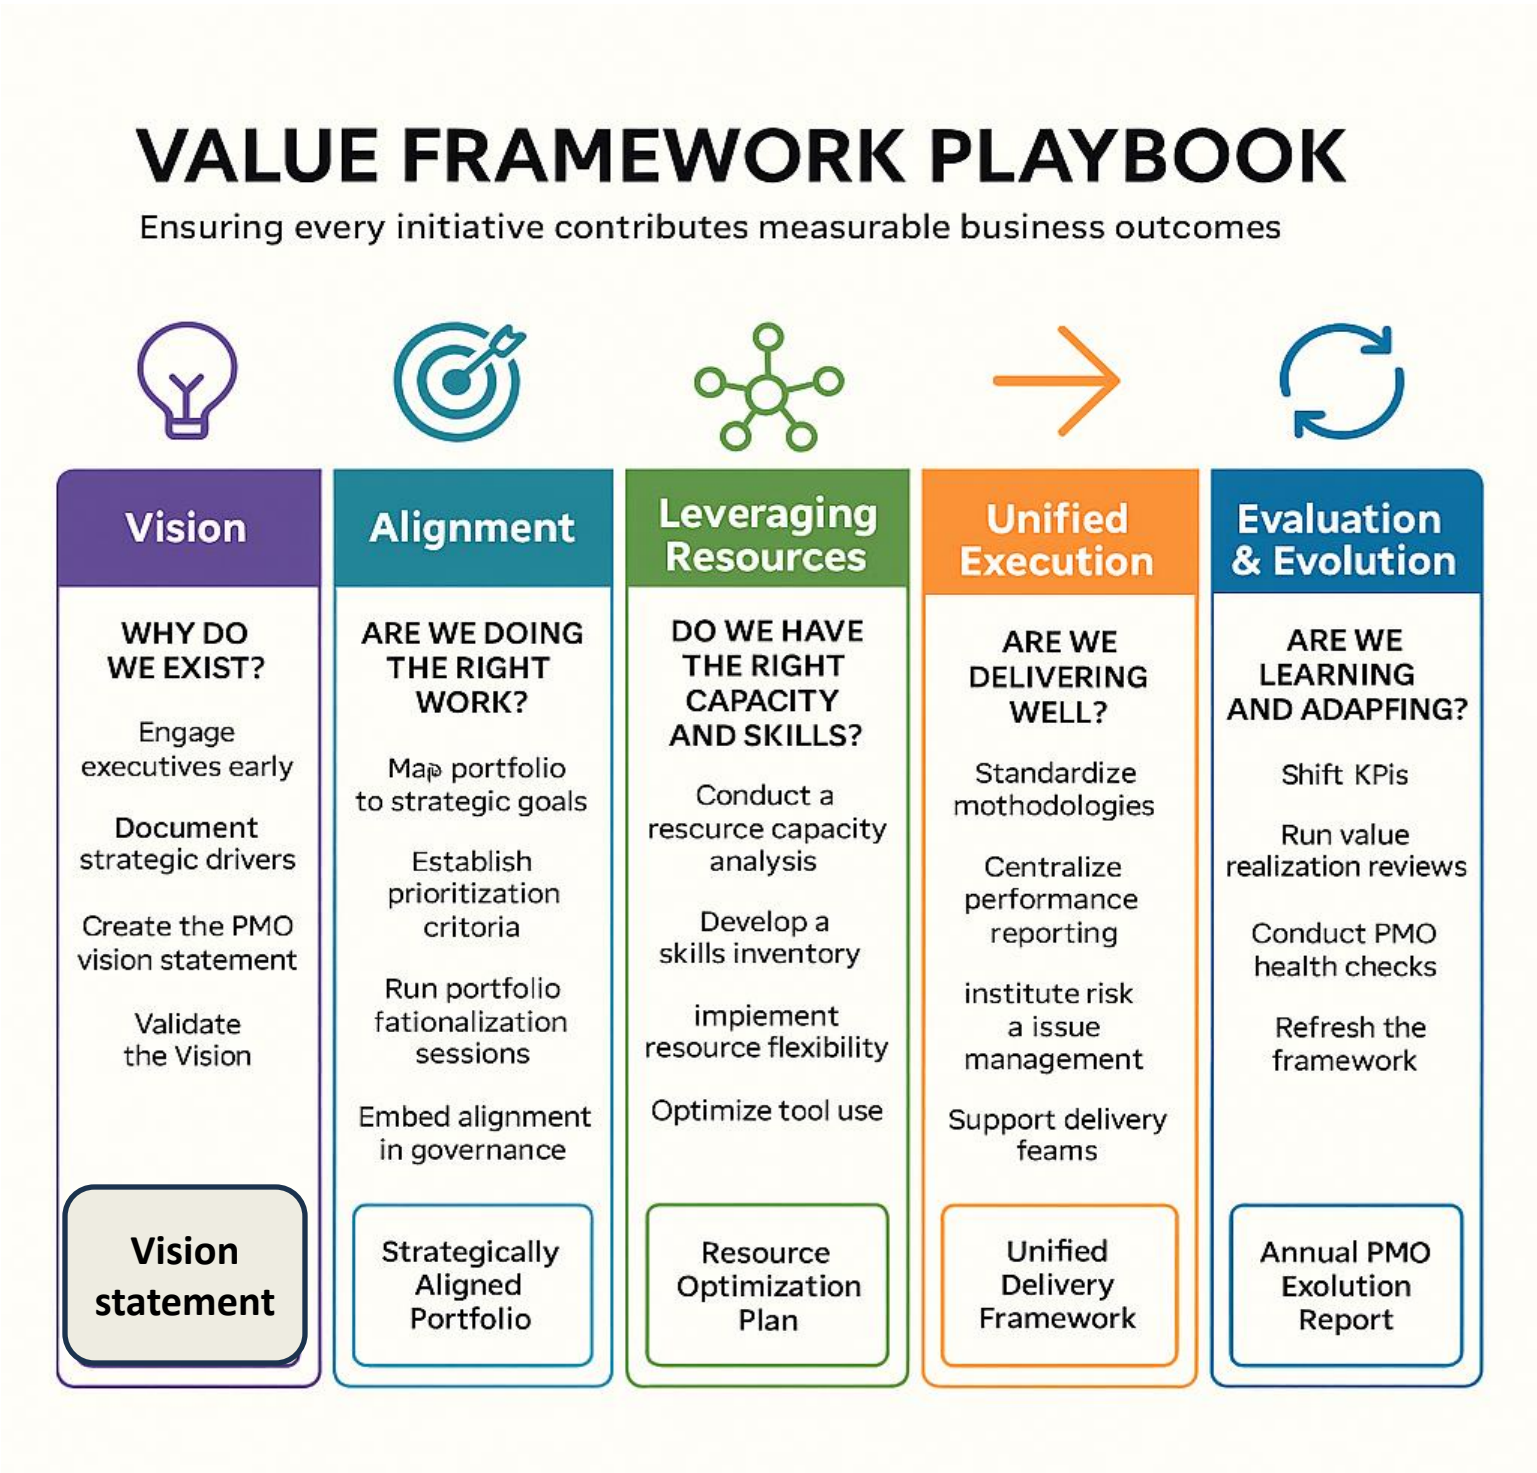 VALUE FRAMEWORK PLAYBOOK
Ensuring every initiative contributes measurable business outcomes
Vision
WHY DO
WE EXIST?
Engage
executives early
Document
strategic drivers
Create the PMO
vision statement
Validate
the Vision
Vision
statement
Alignment
ARE WE DOING
THE RIGHT
WORK?
Map portfolio
to strategic goals
Establish
prioritization
critoria
Run portfolio
fationalization
sessions
Embed alignment
in governance
Strategically
Aligned
Portfolio
Leveraging
Resources
DO WE HAVE
THE RIGHT
CAPACITY
AND SKILLS?
Conduct a
rescurce capacity
analysis
Develop a
skills inventory
impiement
resource flexibility
Optimize tool use
Resource
Optimization
Plan
Unified
Execution
ARE WE
DELIVERING
WELL?
Standardize
mothodologies
Centralize
performance
reporting
institute risk
a issue
management
Support delivery
feams
Unified
Delivery
Framework
Evaluation
& Evolution
ARE WE
LEARNING
AND ADAPFING?
Shift KPis
Run value
realization reviews
Conduct PMO
health checks
Refresh the
framework
Annual PMO
Exolution
Report